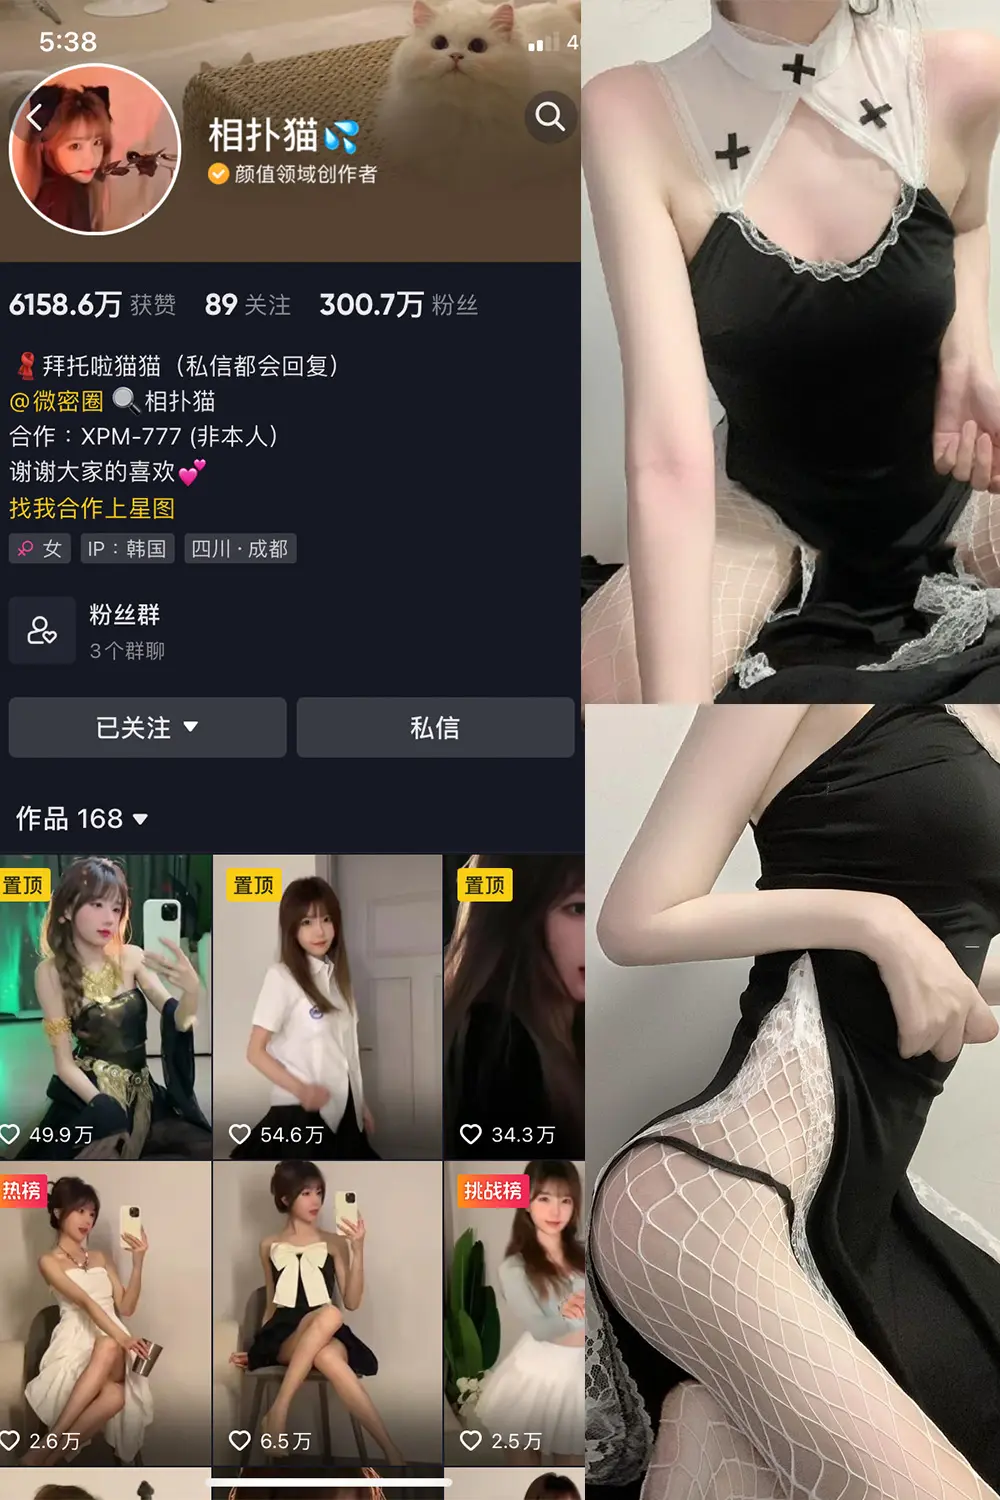 5:38
4
相扑猫💦
颜值领域创作者
6158.6万 获赞 89 关注 300.7万 粉丝
🧣拜托啦猫猫（私信都会回复）
@微密圈 🔍相扑猫
合作：XPM-777 (非本人)
谢谢大家的喜欢💕
找我合作上星图
女 IP：韩国 四川·成都
粉丝群
3个群聊
已关注 私信
作品 168
置顶 置顶 置顶
49.9万 54.6万 34.3万
热榜 挑战榜
2.6万 6.5万 2.5万